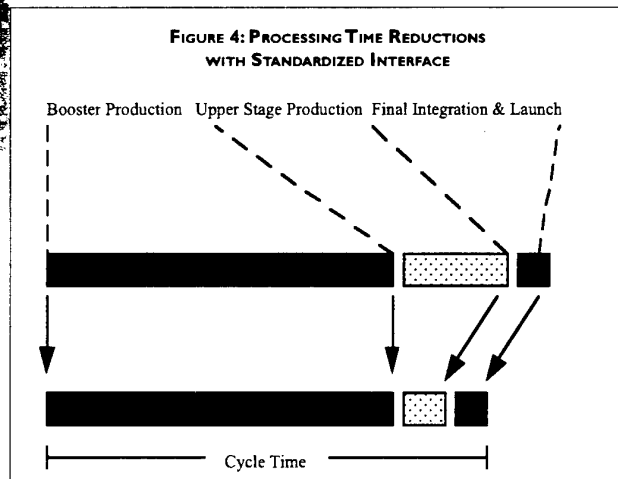 FIGURE 4: PROCESSING TIME REDUCTIONS
WITH STANDARDIZED INTERFACE
Booster Production Upper Stage Production Final Integration & Launch
Cycle Time